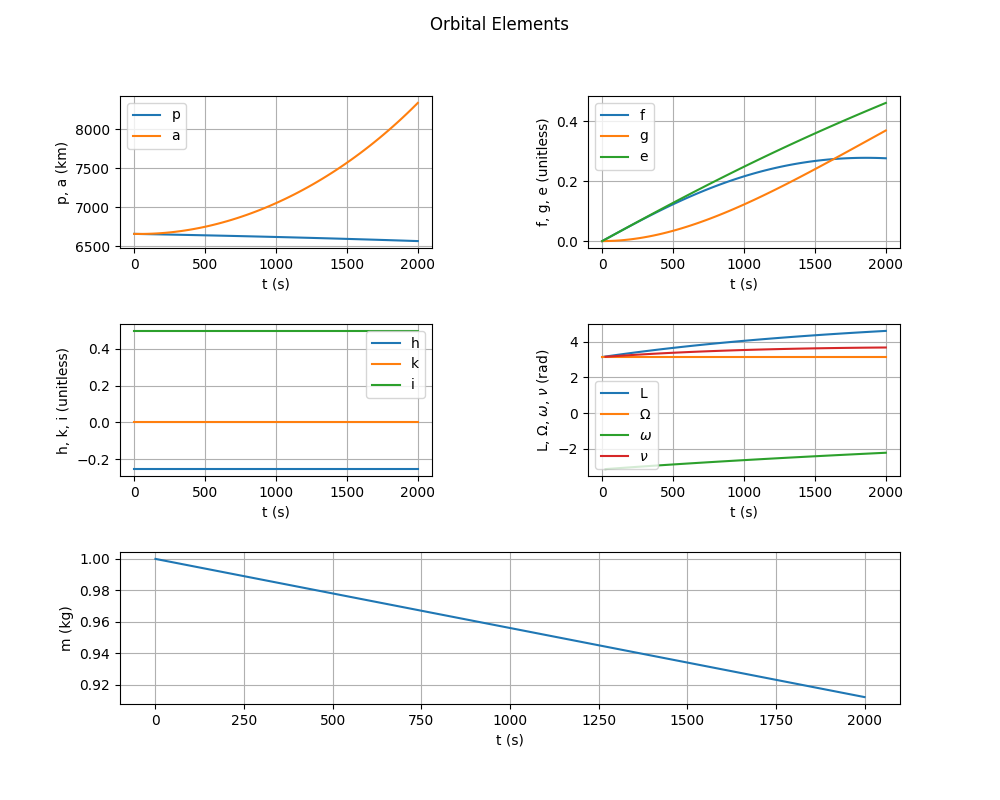 Orbital Elements
p, a (km)
8000
7500
7000
6500
p
a
0 500 1000 1500 2000
t (s)
f, g, e (unitless)
0.4
0.2
0.0
f
g
e
0 500 1000 1500 2000
t (s)
h, k, i (unitless)
0.4
0.2
0.0
−0.2
h
k
i
0 500 1000 1500 2000
t (s)
L, Ω, ω, ν (rad)
4
2
0
−2
L
Ω
ω
ν
0 500 1000 1500 2000
t (s)
m (kg)
1.00
0.98
0.96
0.94
0.92
0 250 500 750 1000 1250 1500 1750 2000
t (s)